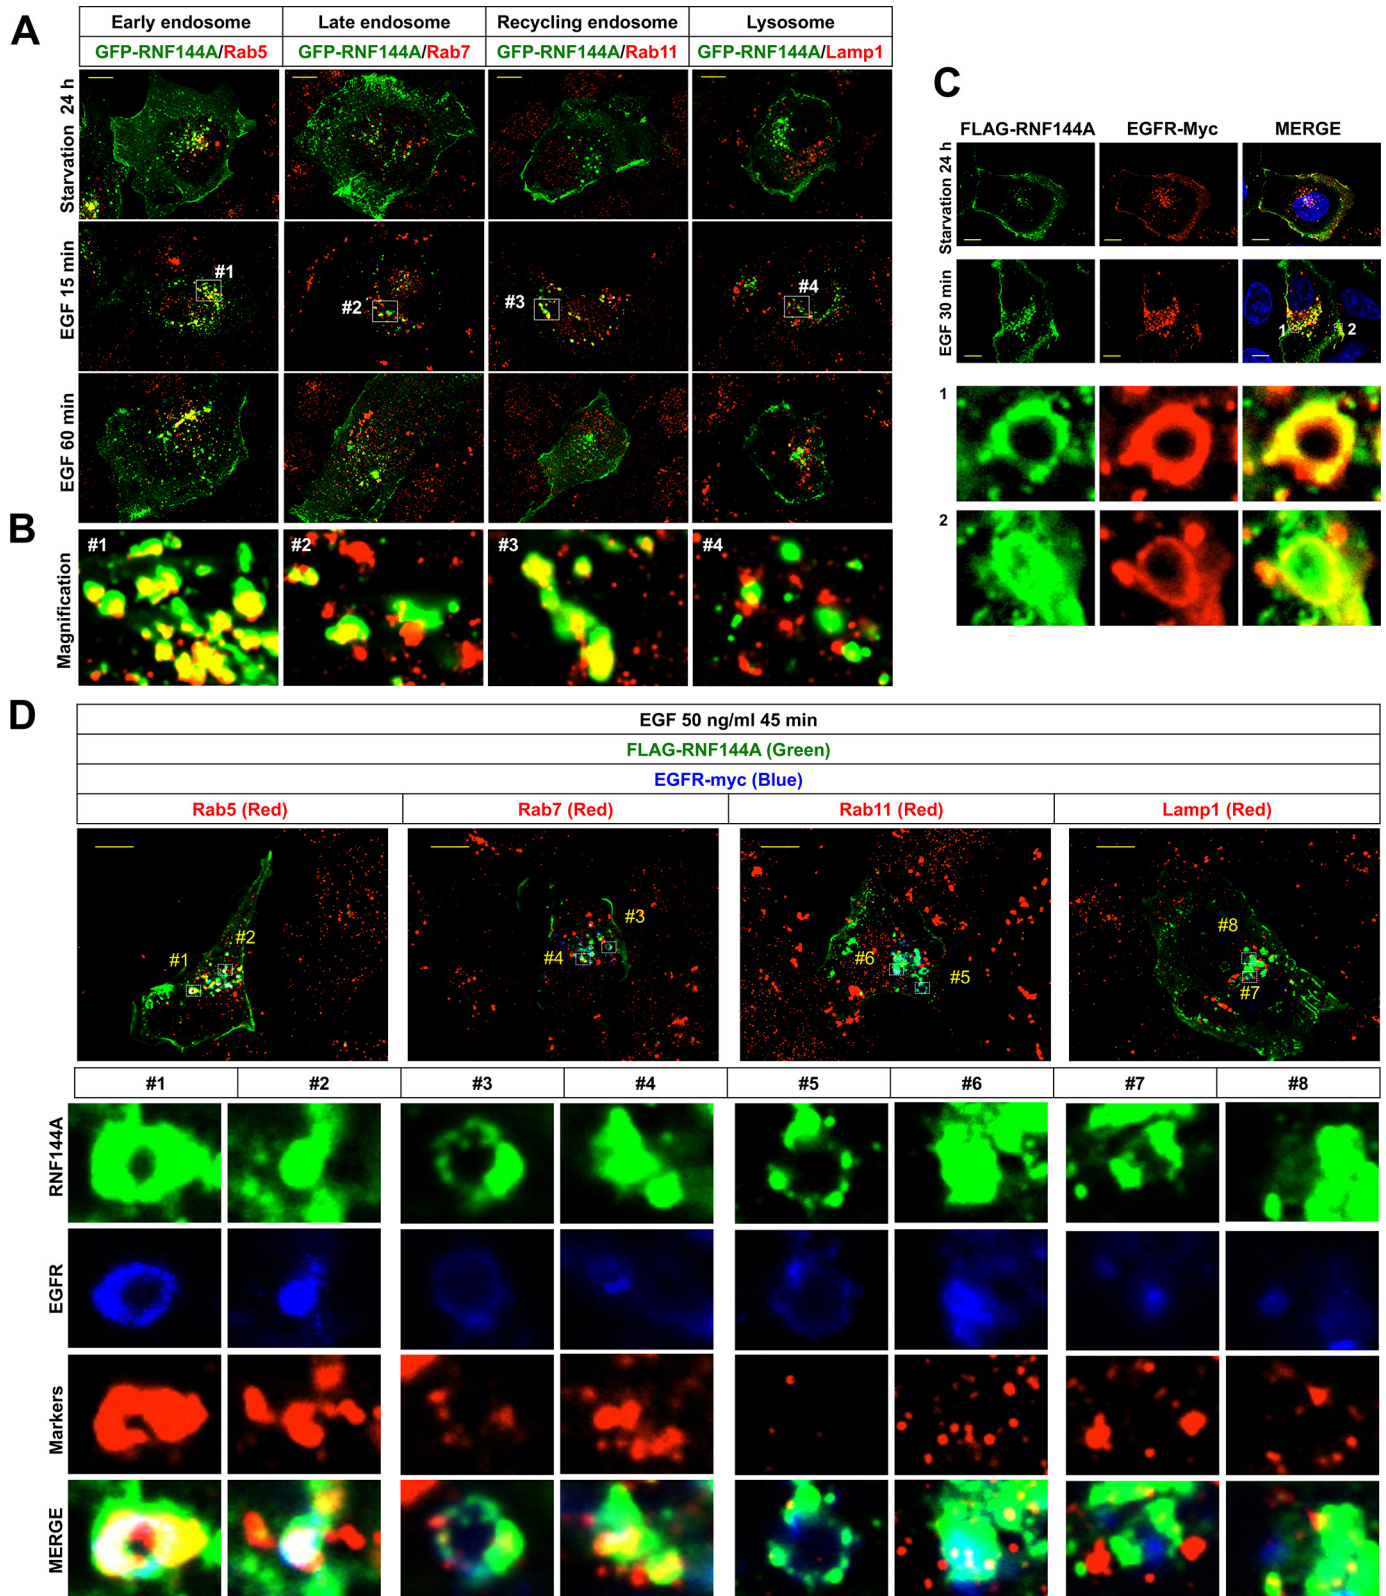 A
Early endosome
Late endosome
Recycling endosome
Lysosome
GFP-RNF144A/Rab5
GFP-RNF144A/Rab7
GFP-RNF144A/Rab11
GFP-RNF144A/Lamp1
Starvation 24 h
EGF 15 min
#1
#2
#3
#4
EGF 60 min
B
Magnification
#1
#2
#3
#4
C
FLAG-RNF144A
EGFR-Myc
MERGE
Starvation 24 h
EGF 30 min
1
2
1
2
D
EGF 50 ng/ml 45 min
FLAG-RNF144A (Green)
EGFR-myc (Blue)
Rab5 (Red)
Rab7 (Red)
Rab11 (Red)
Lamp1 (Red)
#1
#2
#3
#4
#6
#5
#8
#7
#1
#2
#3
#4
#5
#6
#7
#8
RNF144A
EGFR
Markers
MERGE